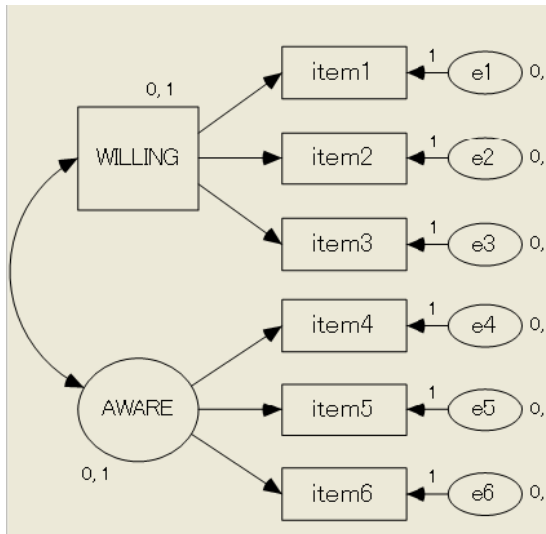 1
item1
e1
0,
0, 1
WILLING
1
item2
e2
0,
1
item3
e3
0,
1
item4
e4
0,
AWARE
0, 1
1
item5
e5
0,
1
item6
e6
0,